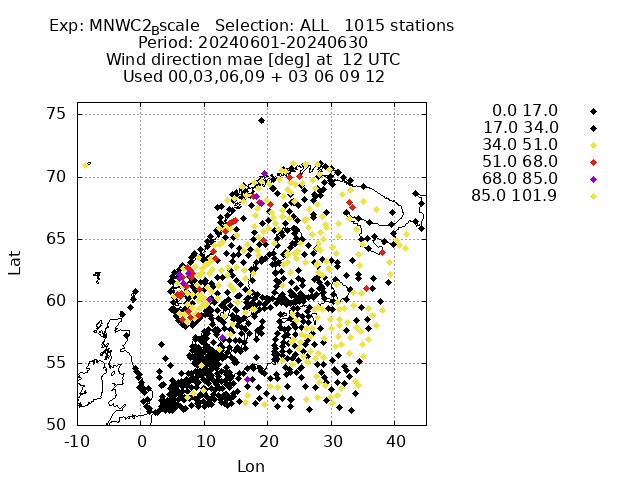 Exp: MNWC2Bscale   Selection: ALL   1015 stations
Period: 20240601-20240630
Wind direction mae [deg] at  12 UTC
Used 00,03,06,09 + 03 06 09 12
0.0 17.0
17.0 34.0
34.0 51.0
51.0 68.0
68.0 85.0
85.0 101.9
75
70
65
60
55
50
Lat
-10 0 10 20 30 40
Lon